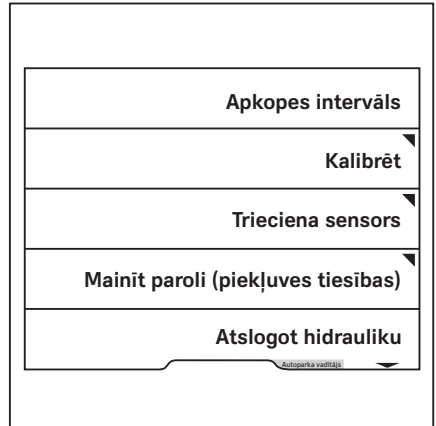 Apkopes intervāls
Kalibrēt
Trieciena sensors
Mainīt paroli (piekļuves tiesības)
Atslogot hidrauliku
Autoparka vadītājs